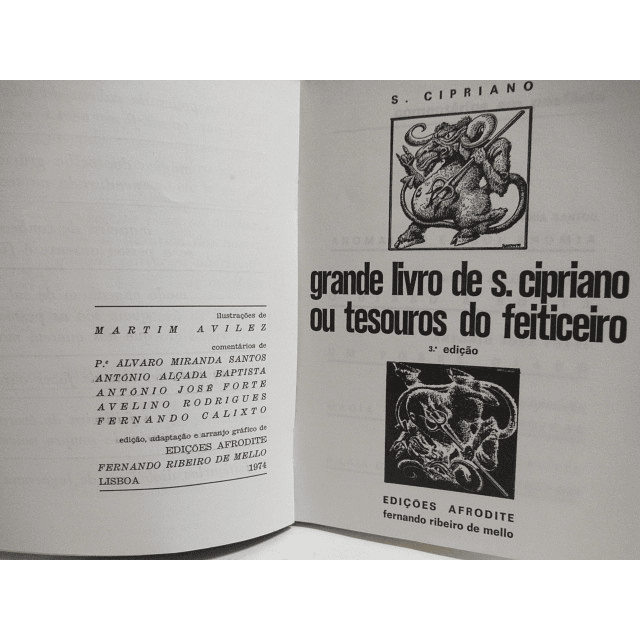 ilustrações de
MARTIM AVILEZ
comentários de
P.e ÁLVARO MIRANDA SANTOS
ANTÓNIO ALÇADA BAPTISTA
ANTÓNIO JOSÉ FORTE
AVELINO RODRIGUES
FERNANDO CALIXTO
edição, adaptação e arranjo gráfico de
EDIÇÕES AFRODITE
FERNANDO RIBEIRO DE MELLO
LISBOA 1974
S. CIPRIANO
grande livro de s. cipriano
ou tesouros do feiticeiro
3.ª edição
EDIÇÕES AFRODITE
fernando ribeiro de mello